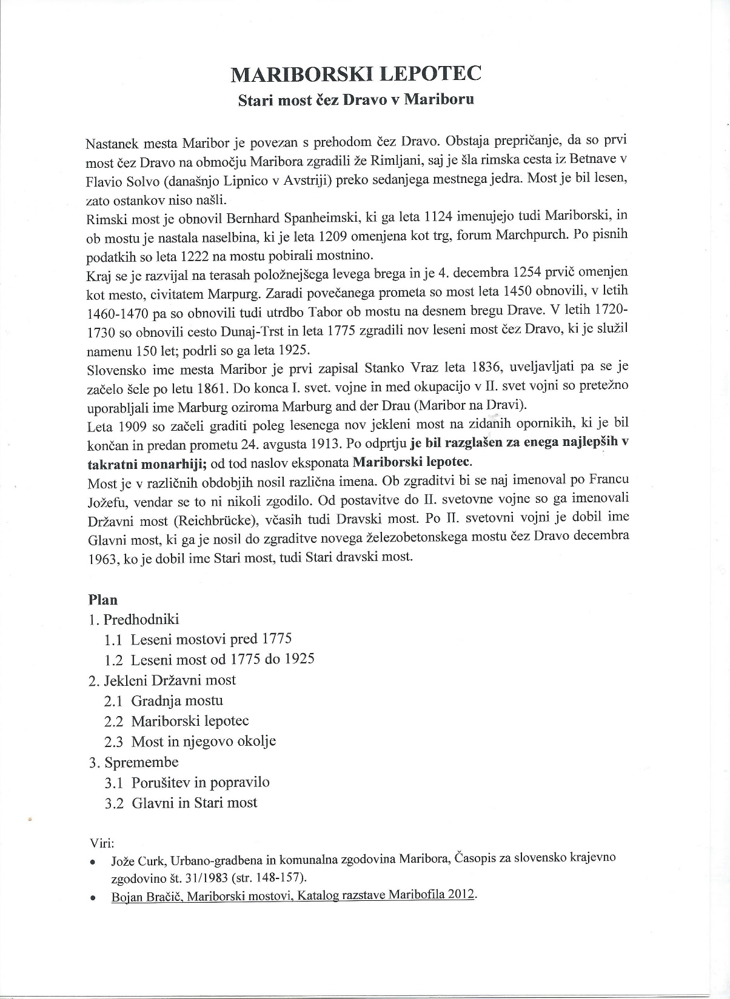 MARIBORSKI LEPOTEC
Stari most čez Dravo v Mariboru
Nastanek mesta Maribor je povezan s prehodom čez Dravo. Obstaja prepričanje, da so prvi
most čez Dravo na območju Maribora zgradili že Rimljani, saj je šla rimska cesta iz Betnave v
Flavio Solvo (današnjo Lipnico v Avstriji) preko sedanjega mestnega jedra. Most je bil lesen,
zato ostankov niso našli.
Rimski most je obnovil Bernhard Spanheimski, ki ga leta 1124 imenujejo tudi Mariborski, in
ob mostu je nastala naselbina, ki je leta 1209 omenjena kot trg, forum Marchpurch. Po pisnih
podatkih so leta 1222 na mostu pobirali mostnino.
Kraj se je razvijal na terasah položnejšega levega brega in je 4. decembra 1254 prvič omenjen
kot mesto, civitatem Marpurg. Zaradi povečanega prometa so most leta 1450 obnovili, v letih
1460-1470 pa so obnovili tudi utrdbo Tabor ob mostu na desnem bregu Drave. V letih 1720-
1730 so obnovili cesto Dunaj-Trst in leta 1775 zgradili nov leseni most čez Dravo, ki je služil
namenu 150 let; podrli so ga leta 1925.
Slovensko ime mesta Maribor je prvi zapisal Stanko Vraz leta 1836, uveljavljati pa se je
začelo šele po letu 1861. Do konca I. svet. vojne in med okupacijo v II. svet vojni so pretežno
uporabljali ime Marburg oziroma Marburg and der Drau (Maribor na Dravi).
Leta 1909 so začeli graditi poleg lesenega nov jekleni most na zidanih opornikih, ki je bil
končan in predan prometu 24. avgusta 1913. Po odprtju je bil razglašen za enega najlepših v
takratni monarhiji; od tod naslov eksponata Mariborski lepotec.
Most je v različnih obdobjih nosil različna imena. Ob zgraditvi bi se naj imenoval po Francu
Jožefu, vendar se to ni nikoli zgodilo. Od postavitve do II. svetovne vojne so ga imenovali
Državni most (Reichbrücke), včasih tudi Dravski most. Po II. svetovni vojni je dobil ime
Glavni most, ki ga je nosil do zgraditve novega železobetonskega mostu čez Dravo decembra
1963, ko je dobil ime Stari most, tudi Stari dravski most.
Plan
1. Predhodniki
1.1 Leseni mostovi pred 1775
1.2 Leseni most od 1775 do 1925
2. Jekleni Državni most
2.1 Gradnja mostu
2.2 Mariborski lepotec
2.3 Most in njegovo okolje
3. Spremembe
3.1 Porušitev in popravilo
3.2 Glavni in Stari most
Viri:
• Jože Curk, Urbano-gradbena in komunalna zgodovina Maribora, Časopis za slovensko krajevno
zgodovino št. 31/1983 (str. 148-157).
• Bojan Bračič, Mariborski mostovi, Katalog razstave Maribofila 2012.